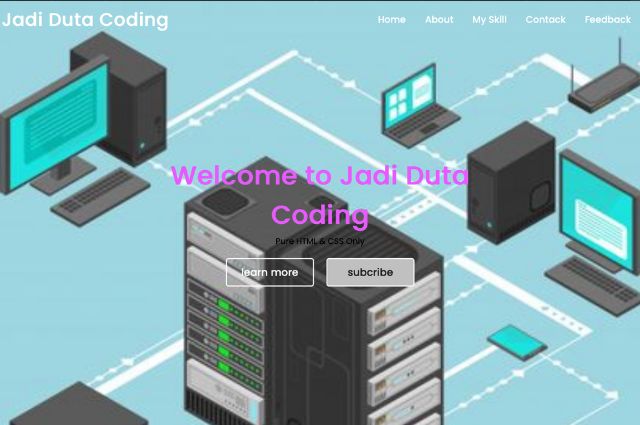 Jadi Duta Coding
Home About My Skill Contack Feedback
Welcome to Jadi Duta
Coding
Pure HTML & CSS Only
learn more subcribe